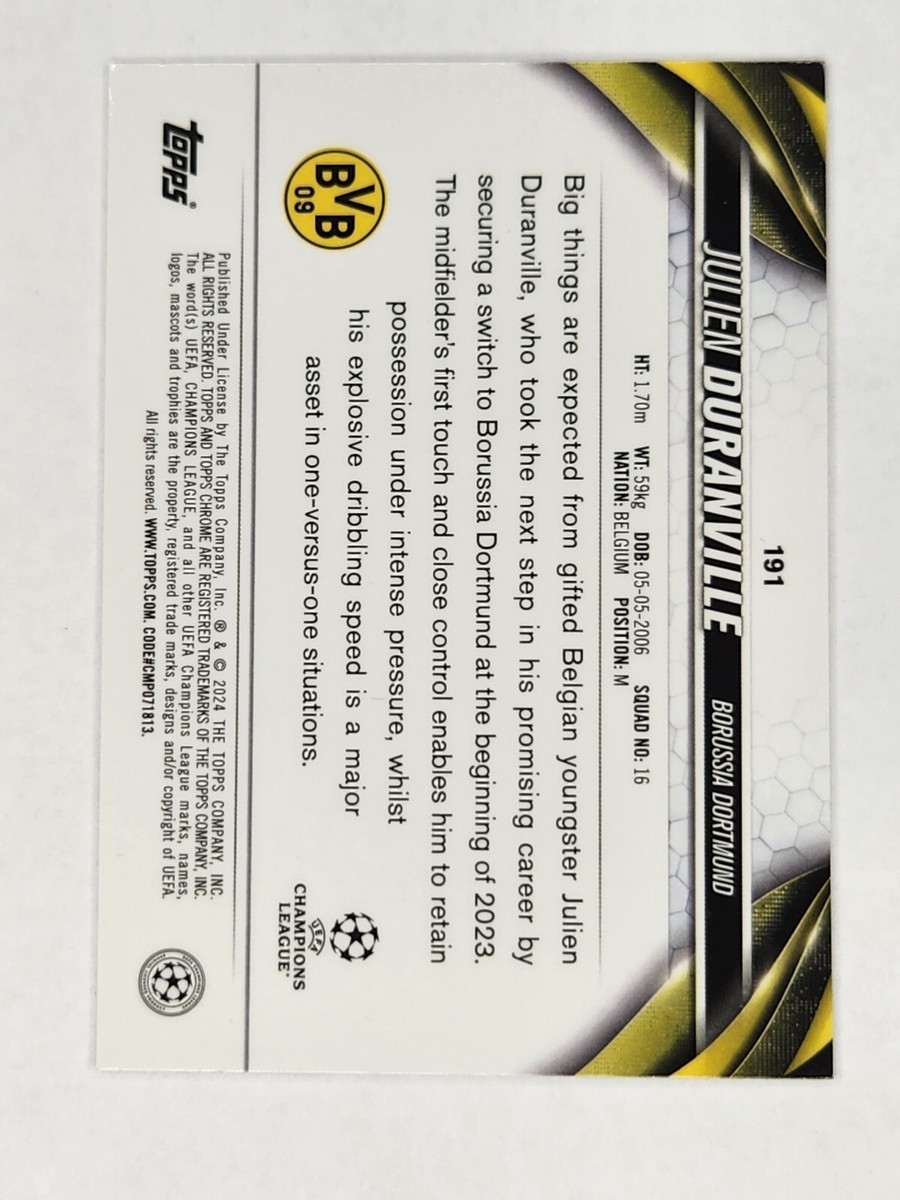 191
JULIEN DURANVILLE BORUSSIA DORTMUND
HT: 1.70m WT: 59kg DOB: 05-05-2006 SQUAD NO: 16
NATION: BELGIUM POSITION: M
Big things are expected from gifted Belgian youngster Julien
Duranville, who took the next step in his promising career by
securing a switch to Borussia Dortmund at the beginning of 2023.
The midfielder's first touch and close control enables him to retain
possession under intense pressure, whilst
his explosive dribbling speed is a major
asset in one-versus-one situations.
BVB
09
UEFA
CHAMPIONS
LEAGUE®
topps®
Published Under License by The Topps Company, Inc. ® & © 2024 THE TOPPS COMPANY, INC.
ALL RIGHTS RESERVED. TOPPS AND TOPPS CHROME ARE REGISTERED TRADEMARKS OF THE TOPPS COMPANY, INC.
The word(s) UEFA, CHAMPIONS LEAGUE, and all other UEFA Champions League marks, names,
logos, mascots and trophies are the property, registered trade marks, designs and/or copyright of UEFA.
All rights reserved. WWW.TOPPS.COM. CODE#CMP071813.